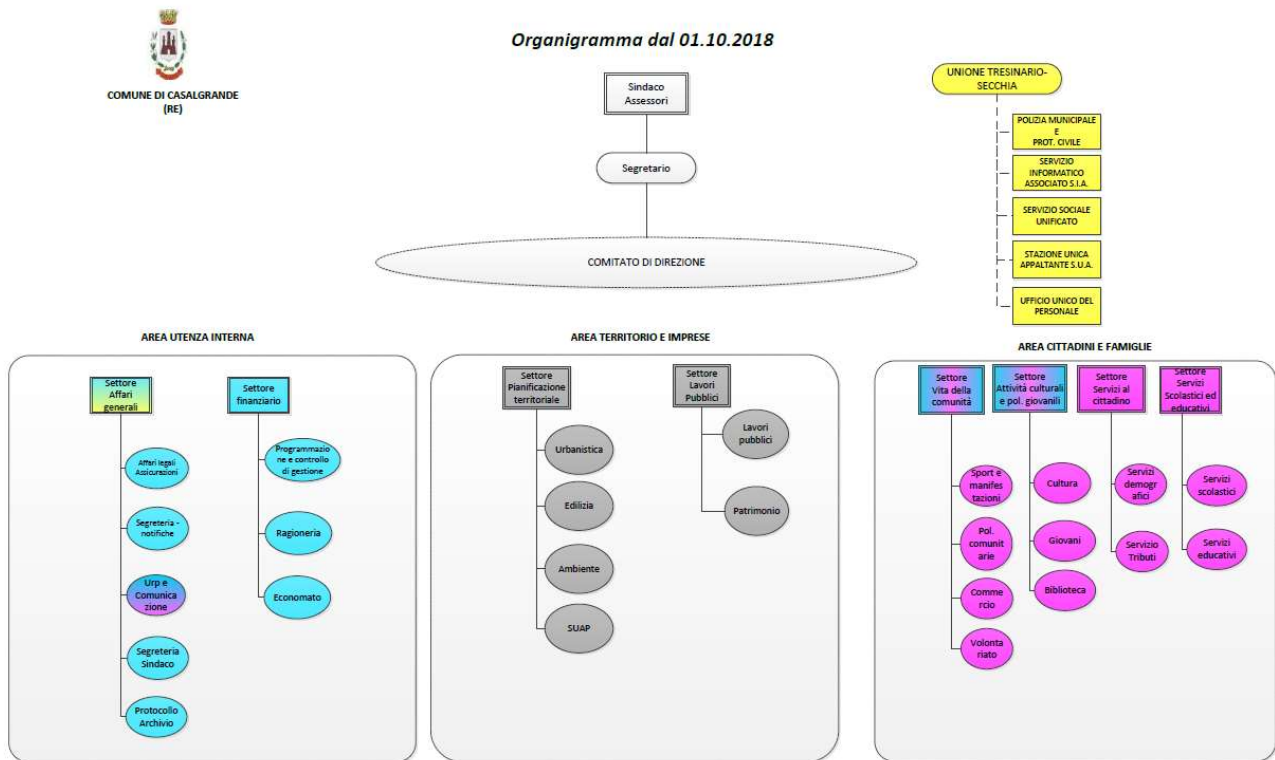 Organigramma dal 01.10.2018
COMUNE DI CASALGRANDE
(RE)
Sindaco
Assessori
Segretario
COMITATO DI DIREZIONE
UNIONE TRESINARIO-
SECCHIA
POLIZIA MUNICIPALE
E
PROT. CIVILE
SERVIZIO
INFORMATICO
ASSOCIATO S.I.A.
SERVIZIO SOCIALE
UNIFICATO
STAZIONE UNICA
APPALTANTE S.U.A.
UFFICIO UNICO DEL
PERSONALE
AREA UTENZA INTERNA
Settore
Affari
generali
Affari legali
Assicurazioni
Segreteria -
notifiche
Urp e
Comunica
zione
Segreteria
Sindaco
Protocollo
Archivio
Settore
finanziario
Programmazio
ne e controllo
di gestione
Ragioneria
Economato
AREA TERRITORIO E IMPRESE
Settore
Pianificazione
territoriale
Urbanistica
Edilizia
Ambiente
SUAP
Settore
Lavori
Pubblici
Lavori
pubblici
Patrimonio
AREA CITTADINI E FAMIGLIE
Settore
Vita della
comunità
Sport e
manifes
tazioni
Pol.
comunit
arie
Comme
rcio
Volonta
riato
Settore
Attività culturali
e pol. giovanili
Cultura
Giovani
Biblioteca
Settore
Servizi al
cittadino
Servizi
demogr
afici
Servizio
Tributi
Settore
Servizi
Scolastici ed
educativi
Servizi
scolastici
Servizi
educativi